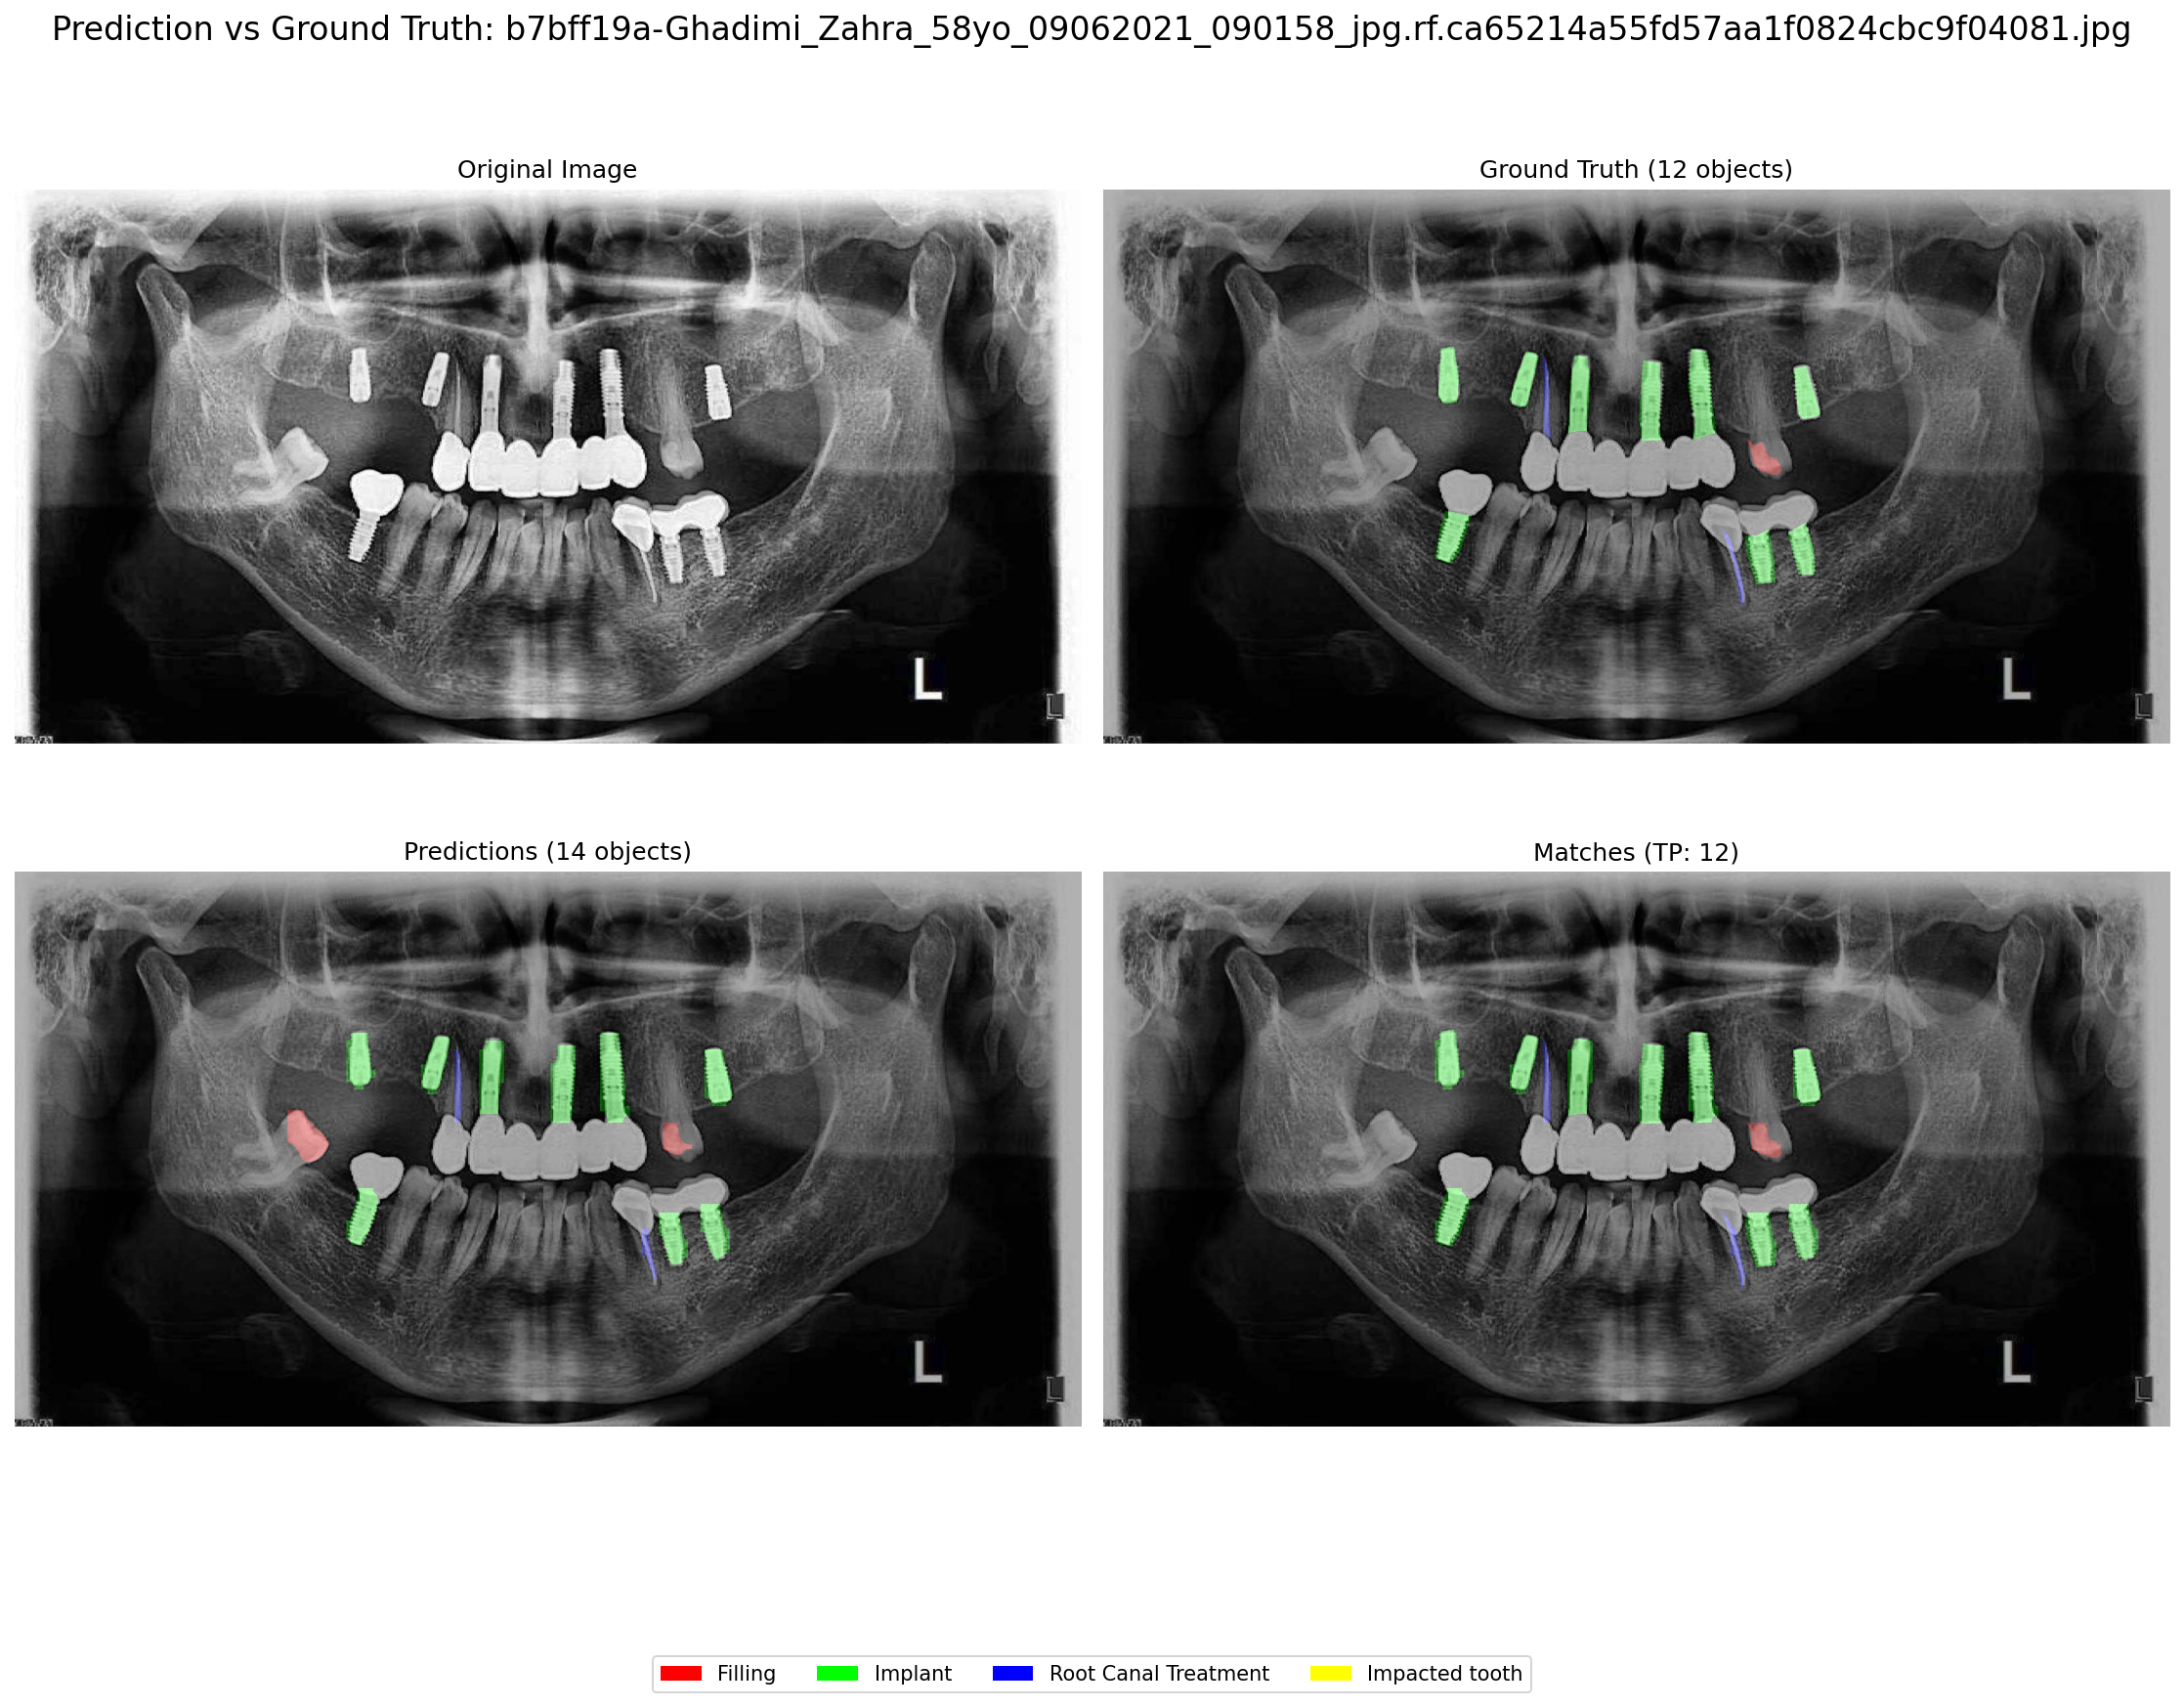 Prediction vs Ground Truth: b7bff19a-Ghadimi_Zahra_58yo_09062021_090158_jpg.rf.ca65214a55fd57aa1f0824cbc9f04081.jpg
Original Image
Ground Truth (12 objects)
L
L
L
L
Predictions (14 objects)
Matches (TP: 12)
L
L
L
L
Filling
Implant
Root Canal Treatment
Impacted tooth